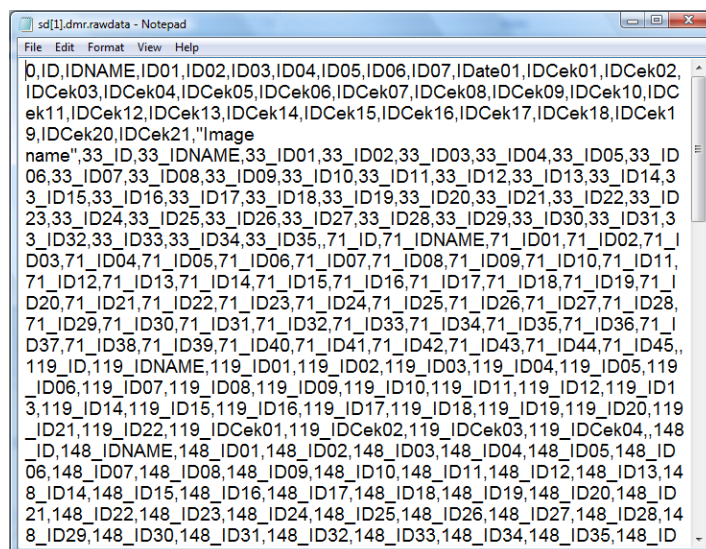 sd[1].dmr.rawdata - Notepad
File Edit Format View Help
0,ID,IDNAME,ID01,ID02,ID03,ID04,ID05,ID06,ID07,IDate01,IDCek01,IDCek02,
IDCek03,IDCek04,IDCek05,IDCek06,IDCek07,IDCek08,IDCek09,IDCek10,IDC
ek11,IDCek12,IDCek13,IDCek14,IDCek15,IDCek16,IDCek17,IDCek18,IDCek1
9,IDCek20,IDCek21,"Image
name",33_ID,33_IDNAME,33_ID01,33_ID02,33_ID03,33_ID04,33_ID05,33_ID
06,33_ID07,33_ID08,33_ID09,33_ID10,33_ID11,33_ID12,33_ID13,33_ID14,3
3_ID15,33_ID16,33_ID17,33_ID18,33_ID19,33_ID20,33_ID21,33_ID22,33_ID
23,33_ID24,33_ID25,33_ID26,33_ID27,33_ID28,33_ID29,33_ID30,33_ID31,3
3_ID32,33_ID33,33_ID34,33_ID35,,71_ID,71_IDNAME,71_ID01,71_ID02,71_I
D03,71_ID04,71_ID05,71_ID06,71_ID07,71_ID08,71_ID09,71_ID10,71_ID11,
71_ID12,71_ID13,71_ID14,71_ID15,71_ID16,71_ID17,71_ID18,71_ID19,71_I
D20,71_ID21,71_ID22,71_ID23,71_ID24,71_ID25,71_ID26,71_ID27,71_ID28,
71_ID29,71_ID30,71_ID31,71_ID32,71_ID33,71_ID34,71_ID35,71_ID36,71_I
D37,71_ID38,71_ID39,71_ID40,71_ID41,71_ID42,71_ID43,71_ID44,71_ID45,,
119_ID,119_IDNAME,119_ID01,119_ID02,119_ID03,119_ID04,119_ID05,119
_ID06,119_ID07,119_ID08,119_ID09,119_ID10,119_ID11,119_ID12,119_ID1
3,119_ID14,119_ID15,119_ID16,119_ID17,119_ID18,119_ID19,119_ID20,119
_ID21,119_ID22,119_IDCek01,119_IDCek02,119_IDCek03,119_IDCek04,,148
_ID,148_IDNAME,148_ID01,148_ID02,148_ID03,148_ID04,148_ID05,148_ID
06,148_ID07,148_ID08,148_ID09,148_ID10,148_ID11,148_ID12,148_ID13,14
8_ID14,148_ID15,148_ID16,148_ID17,148_ID18,148_ID19,148_ID20,148_ID
21,148_ID22,148_ID23,148_ID24,148_ID25,148_ID26,148_ID27,148_ID28,14
8_ID29,148_ID30,148_ID31,148_ID32,148_ID33,148_ID34,148_ID35,148_ID